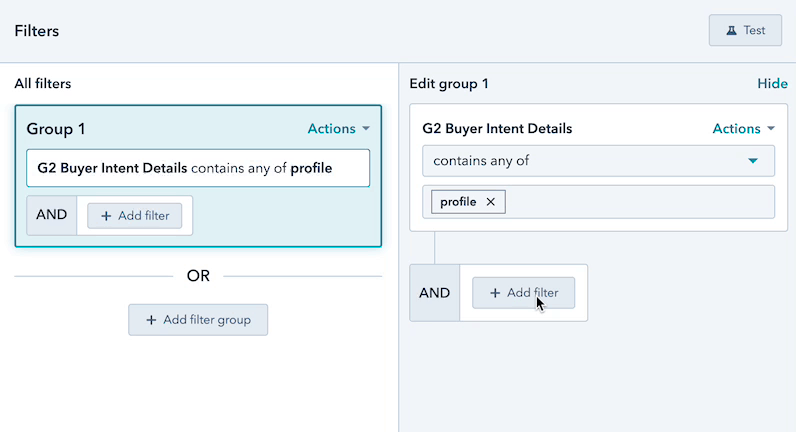 Filters
Test
All filters
Group 1
Actions
G2 Buyer Intent Details contains any of profile
AND
+ Add filter
OR
+ Add filter group
Edit group 1
Hide
G2 Buyer Intent Details
Actions
contains any of
profile ×
AND
+ Add filter